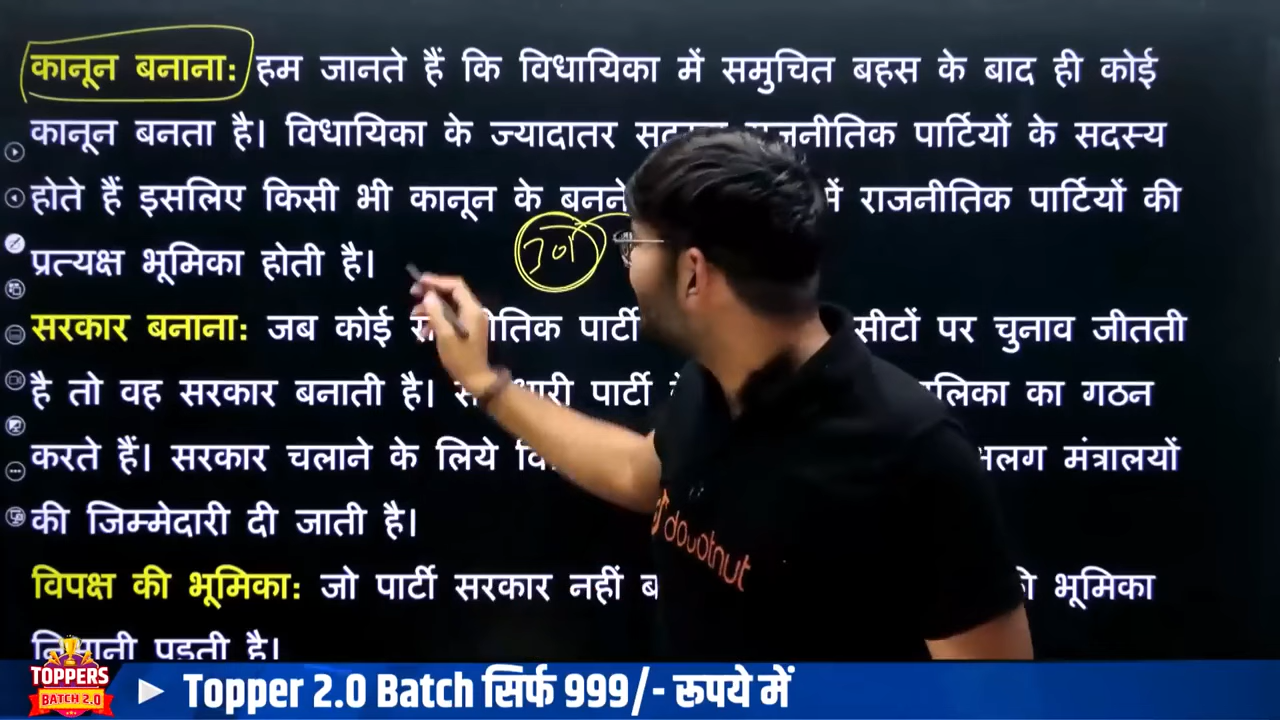 कानून बनाना: हम जानते हैं कि विधायिका में समुचित बहस के बाद ही कोई
कानून बनता है। विधायिका के ज्यादातर राजनीतिक पार्टियों के सदस्य
होते हैं इसलिए किसी भी कानून के बनने में राजनीतिक पार्टियों की
प्रत्यक्ष भूमिका होती है।
सरकार बनाना: जब कोई पार्टी सीटों पर चुनाव जीतती
है तो वह सरकार बनाती है। पार्टी का गठन
करते हैं। सरकार चलाने के लिये अलग मंत्रालयों
की जिम्मेदारी दी जाती है।
विपक्ष की भूमिका: जो पार्टी सरकार नहीं भूमिका
निभानी पड़ती है।
doubtnut
TOPPERS
BATCH 2.0
Topper 2.0 Batch सिर्फ 999/- रूपये में